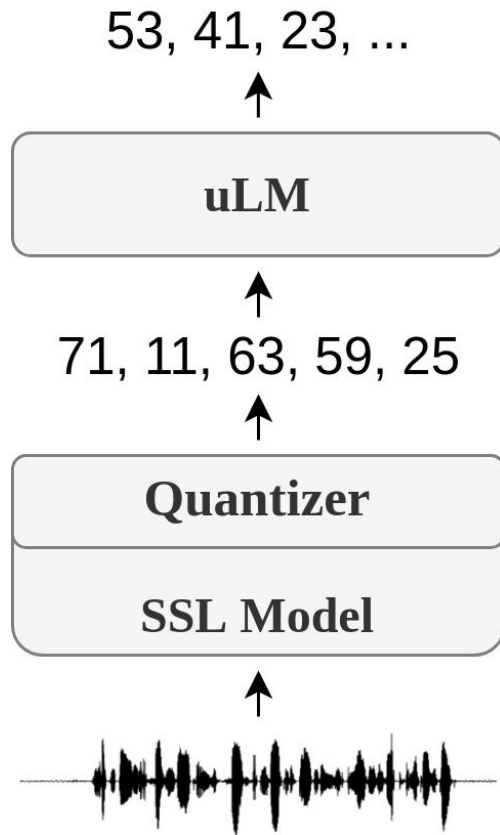 53, 41, 23, ...
uLM
71, 11, 63, 59, 25
Quantizer
SSL Model